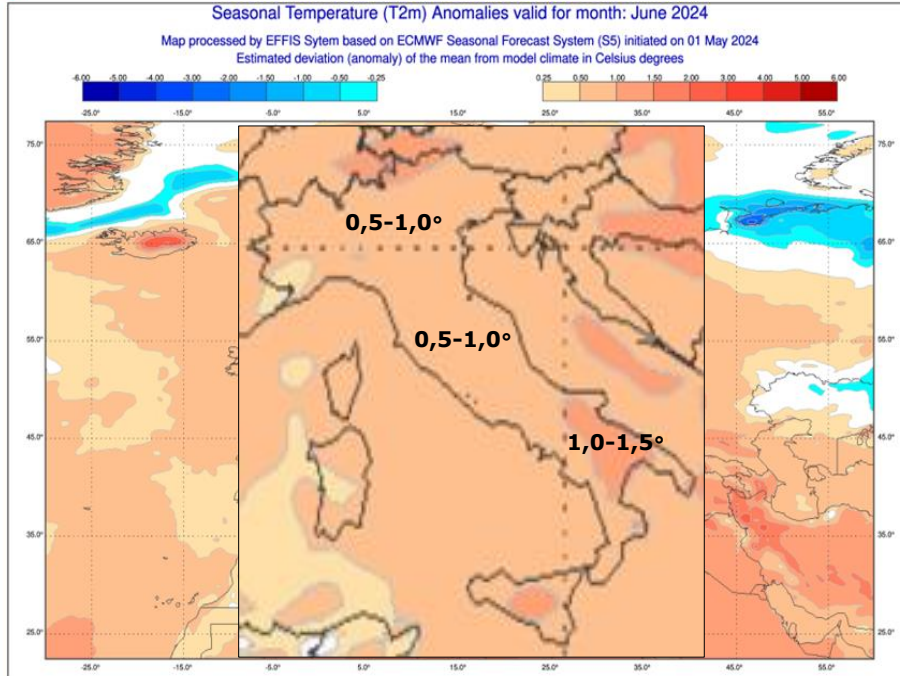 Seasonal Temperature (T2m) Anomalies valid for month: June 2024
Map processed by EFFIS Sytem based on ECMWF Seasonal Forecast System (S5) initiated on 01 May 2024
Estimated deviation (anomaly) of the mean from model climate in Celsius degrees
-6.00 -5.00 -4.00 -3.00 -2.00 -1.50 -1.00 -0.50 -0.25 0.25 0.50 1.00 1.50 2.00 3.00 4.00 5.00 6.00
-25.0° -15.0° -5.0° 5.0° 15.0° 25.0° 35.0° 45.0° 55.0°
75.0° 75.0°
0,5-1,0°
65.0° 65.0°
0,5-1,0°
55.0° 55.0°
45.0° 1,0-1,5° 45.0°
35.0° 35.0°
25.0° 25.0°
-25.0° -15.0° -5.0° 5.0° 15.0° 25.0° 35.0° 45.0° 55.0°